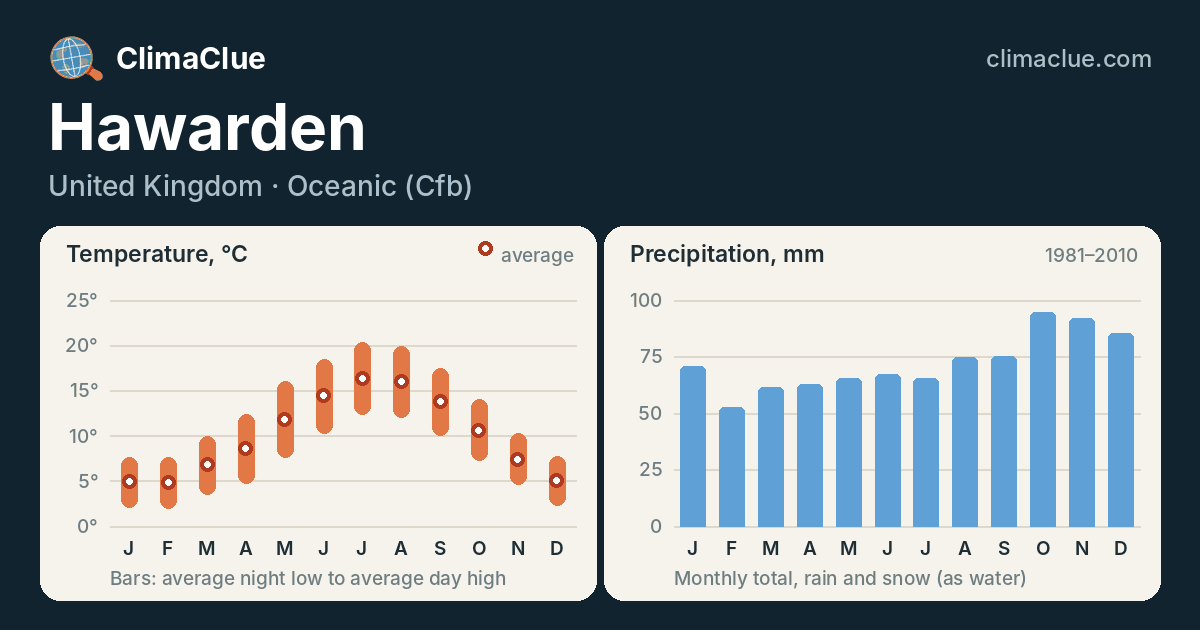 ClimaClue
climaclue.com
Hawarden
United Kingdom · Oceanic (Cfb)
Temperature, °C
average
25°
20°
15°
10°
5°
0°
J F M A M J J A S O N D
Bars: average night low to average day high
Precipitation, mm
1981–2010
100
75
50
25
0
J F M A M J J A S O N D
Monthly total, rain and snow (as water)